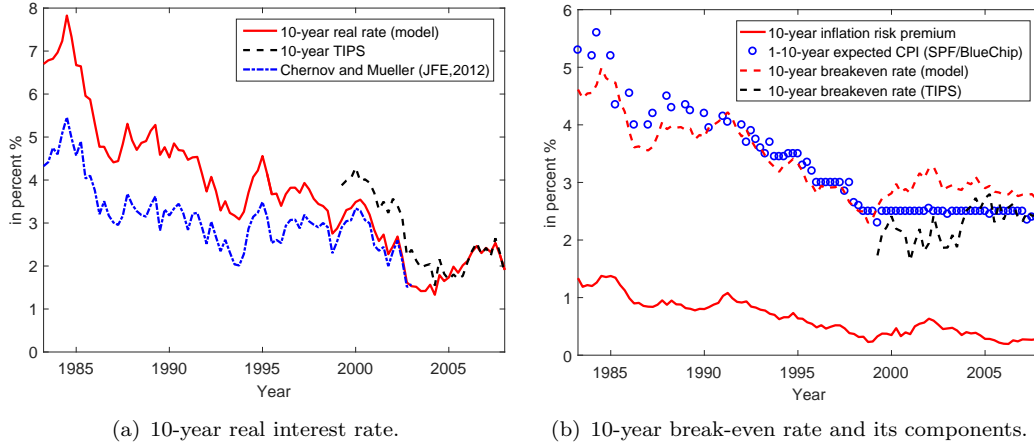 8
7
6
5
4
3
2
1
0
in percent %
10-year real rate (model)
10-year TIPS
Chernov and Mueller (JFE,2012)
1985 1990 1995 2000 2005
Year
(a) 10-year real interest rate.
6
5
4
3
2
1
0
in percent %
10-year inflation risk premium
1-10-year expected CPI (SPF/BlueChip)
10-year breakeven rate (model)
10-year breakeven rate (TIPS)
1985 1990 1995 2000 2005
Year
(b) 10-year break-even rate and its components.